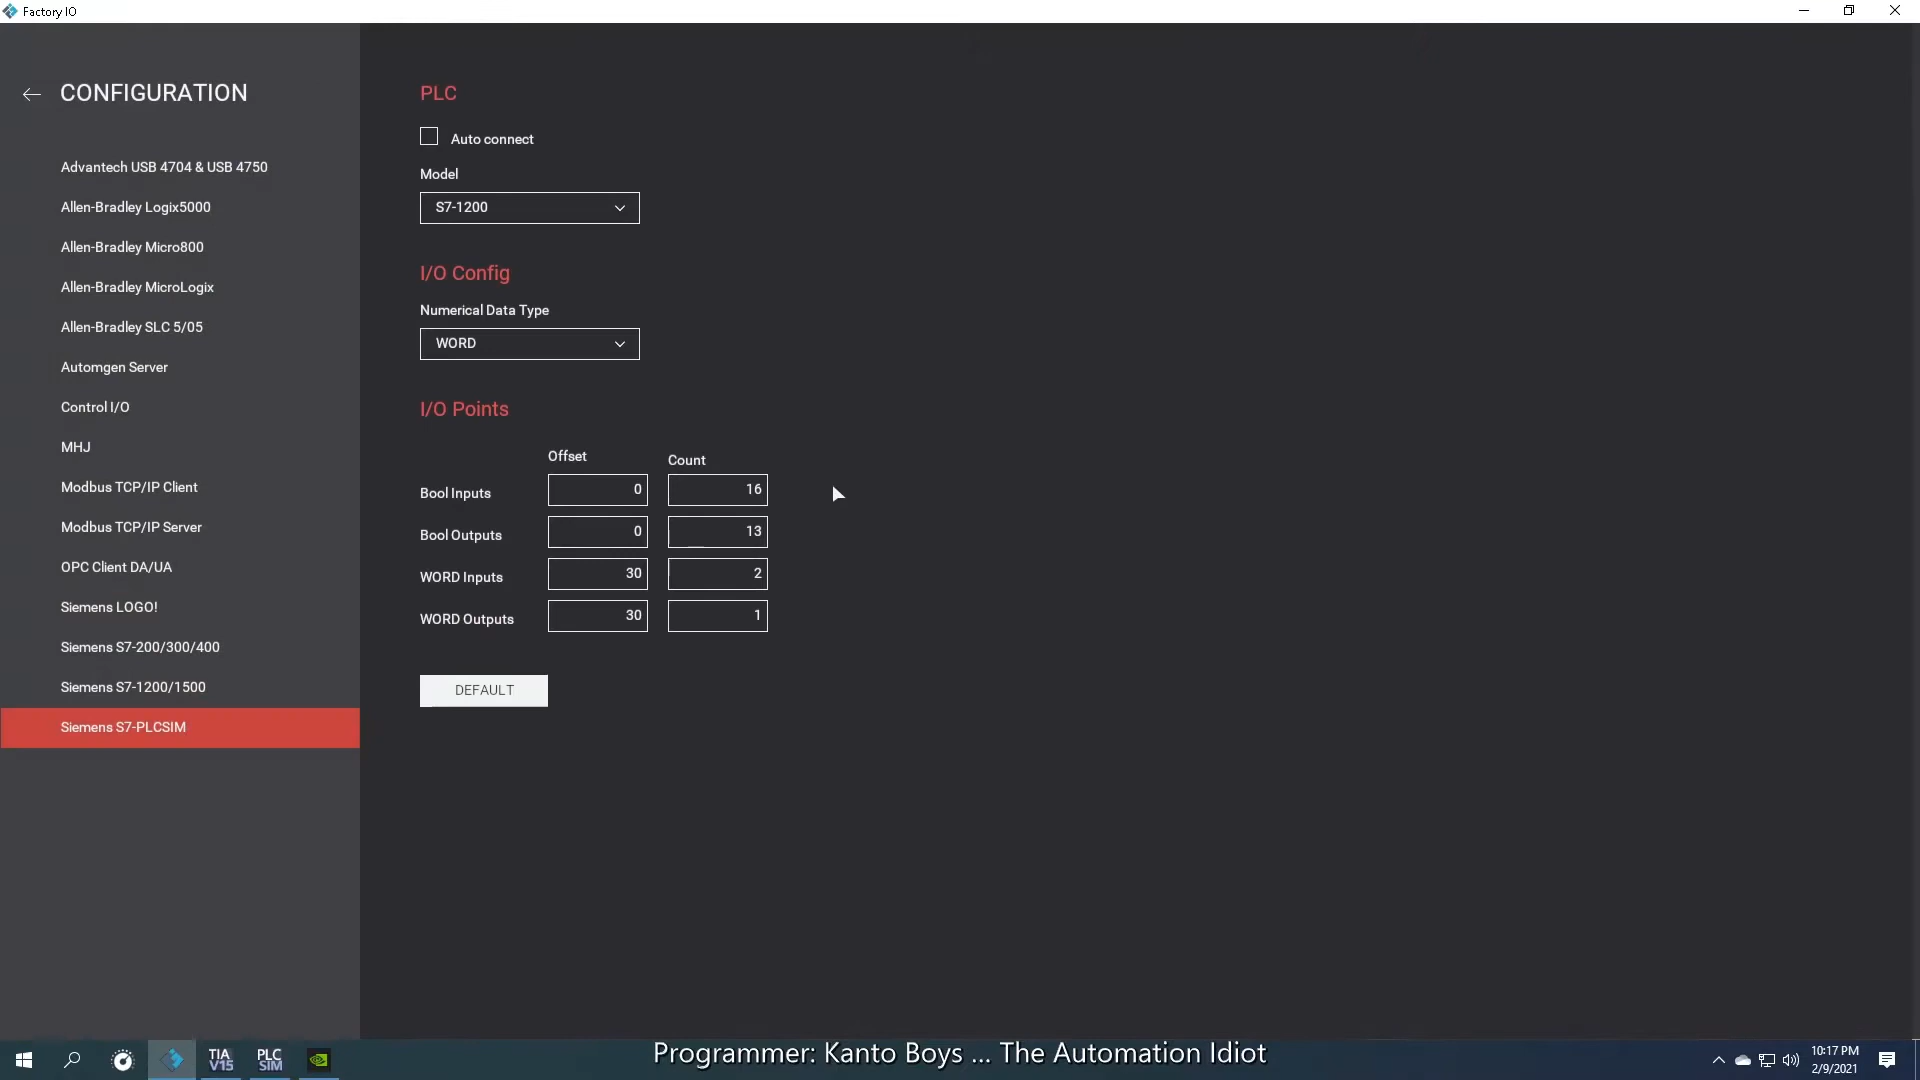 Factory IO
CONFIGURATION
Advantech USB 4704 & USB 4750
Allen-Bradley Logix5000
Allen-Bradley Micro800
Allen-Bradley MicroLogix
Allen-Bradley SLC 5/05
Automgen Server
Control I/O
MHJ
Modbus TCP/IP Client
Modbus TCP/IP Server
OPC Client DA/UA
Siemens LOGO!
Siemens S7-200/300/400
Siemens S7-1200/1500
Siemens S7-PLCSIM
PLC
Auto connect
Model
S7-1200
I/O Config
Numerical Data Type
WORD
I/O Points
Offset Count
Bool Inputs 0 16
Bool Outputs 0 13
WORD Inputs 30 2
WORD Outputs 30 1
DEFAULT
TIA
V15
PLC
SIM
Programmer: Kanto Boys ... The Automation Idiot
10:17 PM
2/9/2021